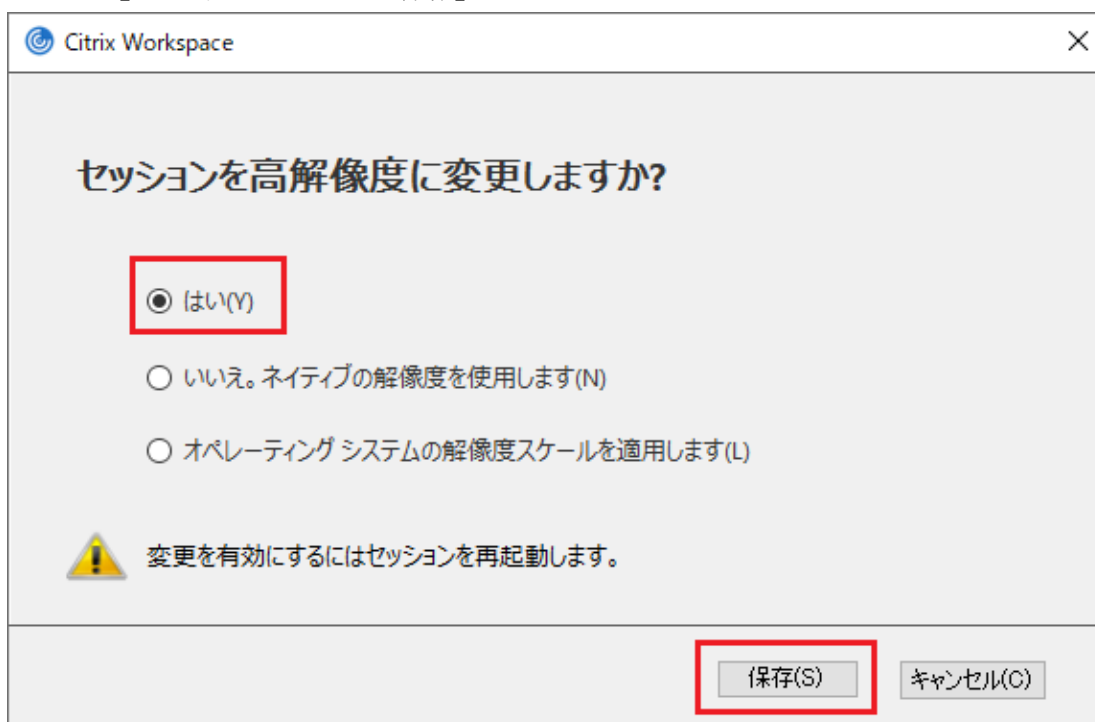 Citrix Workspace
セッションを高解像度に変更しますか?
はい(Y)
いいえ。ネイティブの解像度を使用します(N)
オペレーティング システムの解像度スケールを適用します(L)
変更を有効にするにはセッションを再起動します。
保存(S)
キャンセル(C)